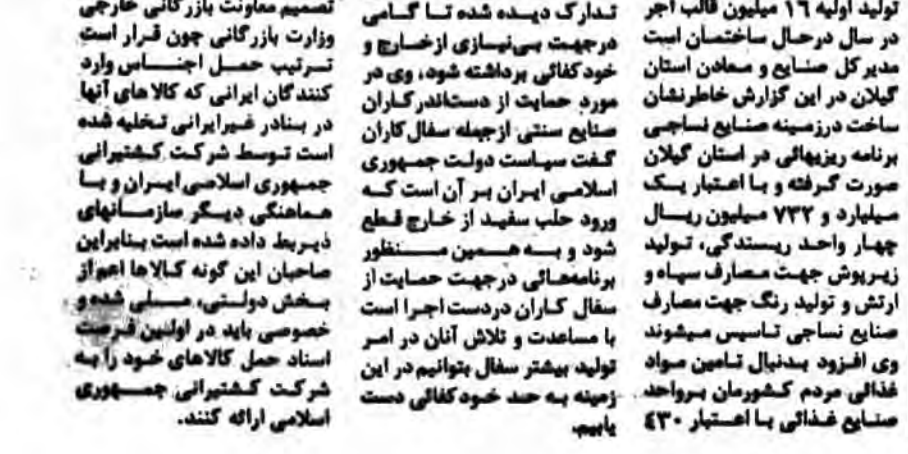 تولید اولیه ۱٦ میلیون قالب آجر
در سال درحال ساختمان است
مدیرکل صنایع و معادن استان
گیلان در این گزارش خاطرنشان
ساخت درزمینه صنایع نساجی
برنامه ریزیهائی در استان گیلان
صورت گرفته و با اعتبار یک
میلیارد و ۷۳۲ میلیون ریال
چهار واحد ریسندگی، تولید
زیرپوش جهت مصارف سپاه و
ارتش و تولید رنگ جهت مصارف
صنایع نساجی تاسیس میشوند
وی افزود بدنبال تامین مواد
غذائی مردم کشورمان برواحد
صنایع غذائی با اعتبار ٤۳۰
تدارک دیده شده تا گامی
درجهت بی‌نیازی ازخارج و
خودکفائی برداشته شود، وی در
مورد حمایت از دست‌اندرکاران
صنایع سنتی ازجمله سفال کاران
گفت سیاست دولت جمهوری
اسلامی ایران بر آن است که
ورود حلب سفید از خارج قطع
شود و به همین منظور
برنامه‌هائی درجهت حمایت از
سفال کاران دردست اجرا است
با مساعدت و تلاش آنان در امر
تولید بیشتر سفال بتوانیم در این
زمینه به حد خودکفائی دست
یابیم.
تصمیم معاونت بازرگانی خارجی
وزارت بازرگانی چون قرار است
ترتیب حمل اجناس وارد
کنندگان ایرانی که کالاهای آنها
در بنادر غیرایرانی تخلیه شده
است توسط شرکت کشتیرانی
جمهوری اسلامی ایران و با
هماهنگی دیگر سازمانهای
ذیربط داده شده است بنابراین
صاحبان این گونه کالاها اعم از
بخش دولتی، ملی شده و
خصوصی باید در اولین فرصت
اسناد حمل کالاهای خود را به
شرکت کشتیرانی جمهوری
اسلامی ارائه کنند.